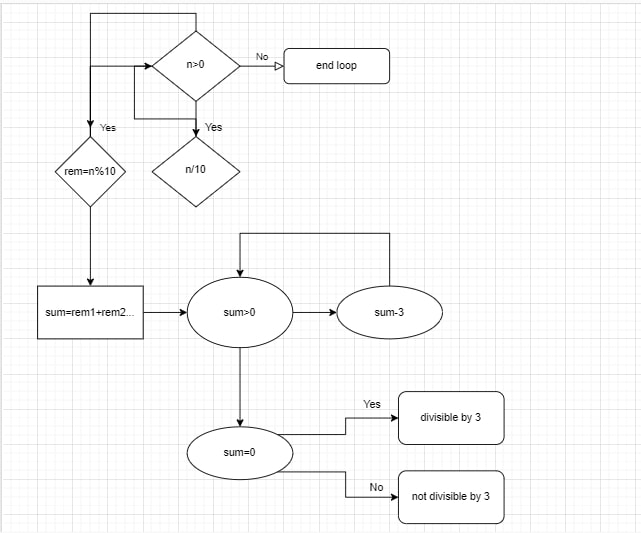 n>0
No
end loop
Yes
Yes
rem=n%10
n/10
sum=rem1+rem2...
sum>0
sum-3
Yes
divisible by 3
sum=0
No
not divisible by 3